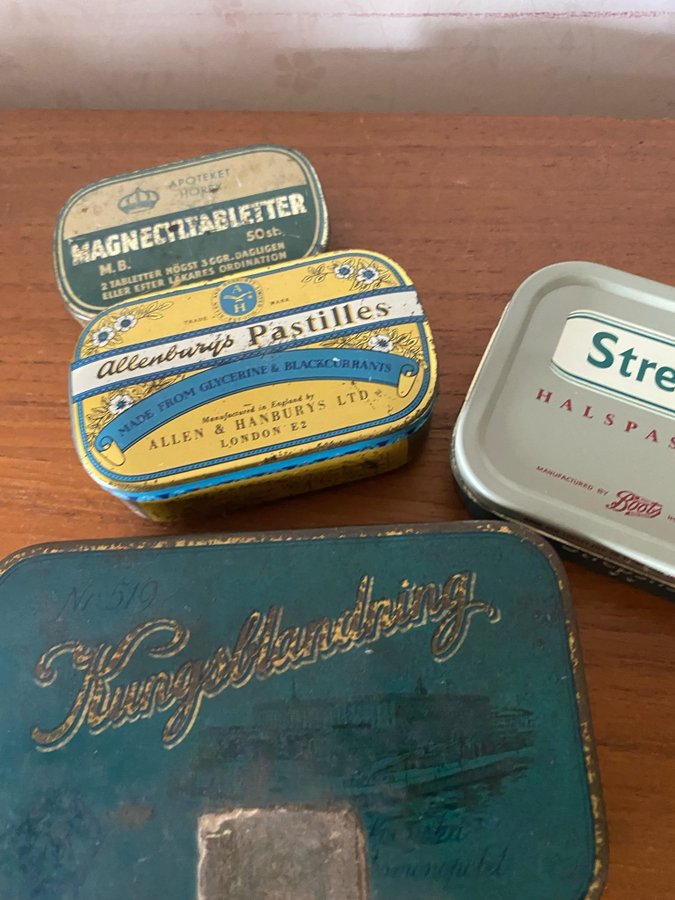 APOTEKET
HÖREK
MAGNECYLTABLETTER
M.B. 50 st.
2 TABLETTER HÖGST 3 GGR. DAGLIGEN
ELLER EFTER LÄKARES ORDINATION
A
H
TRADE MARK
Allenburys Pastilles
MADE FROM GLYCERINE & BLACKCURRANTS
Manufactured in England by
ALLEN & HANBURYS LTD
LONDON E2
Stre
HALSPAS
MANUFACTURED BY Boots
Nr 519
Kungsblandning